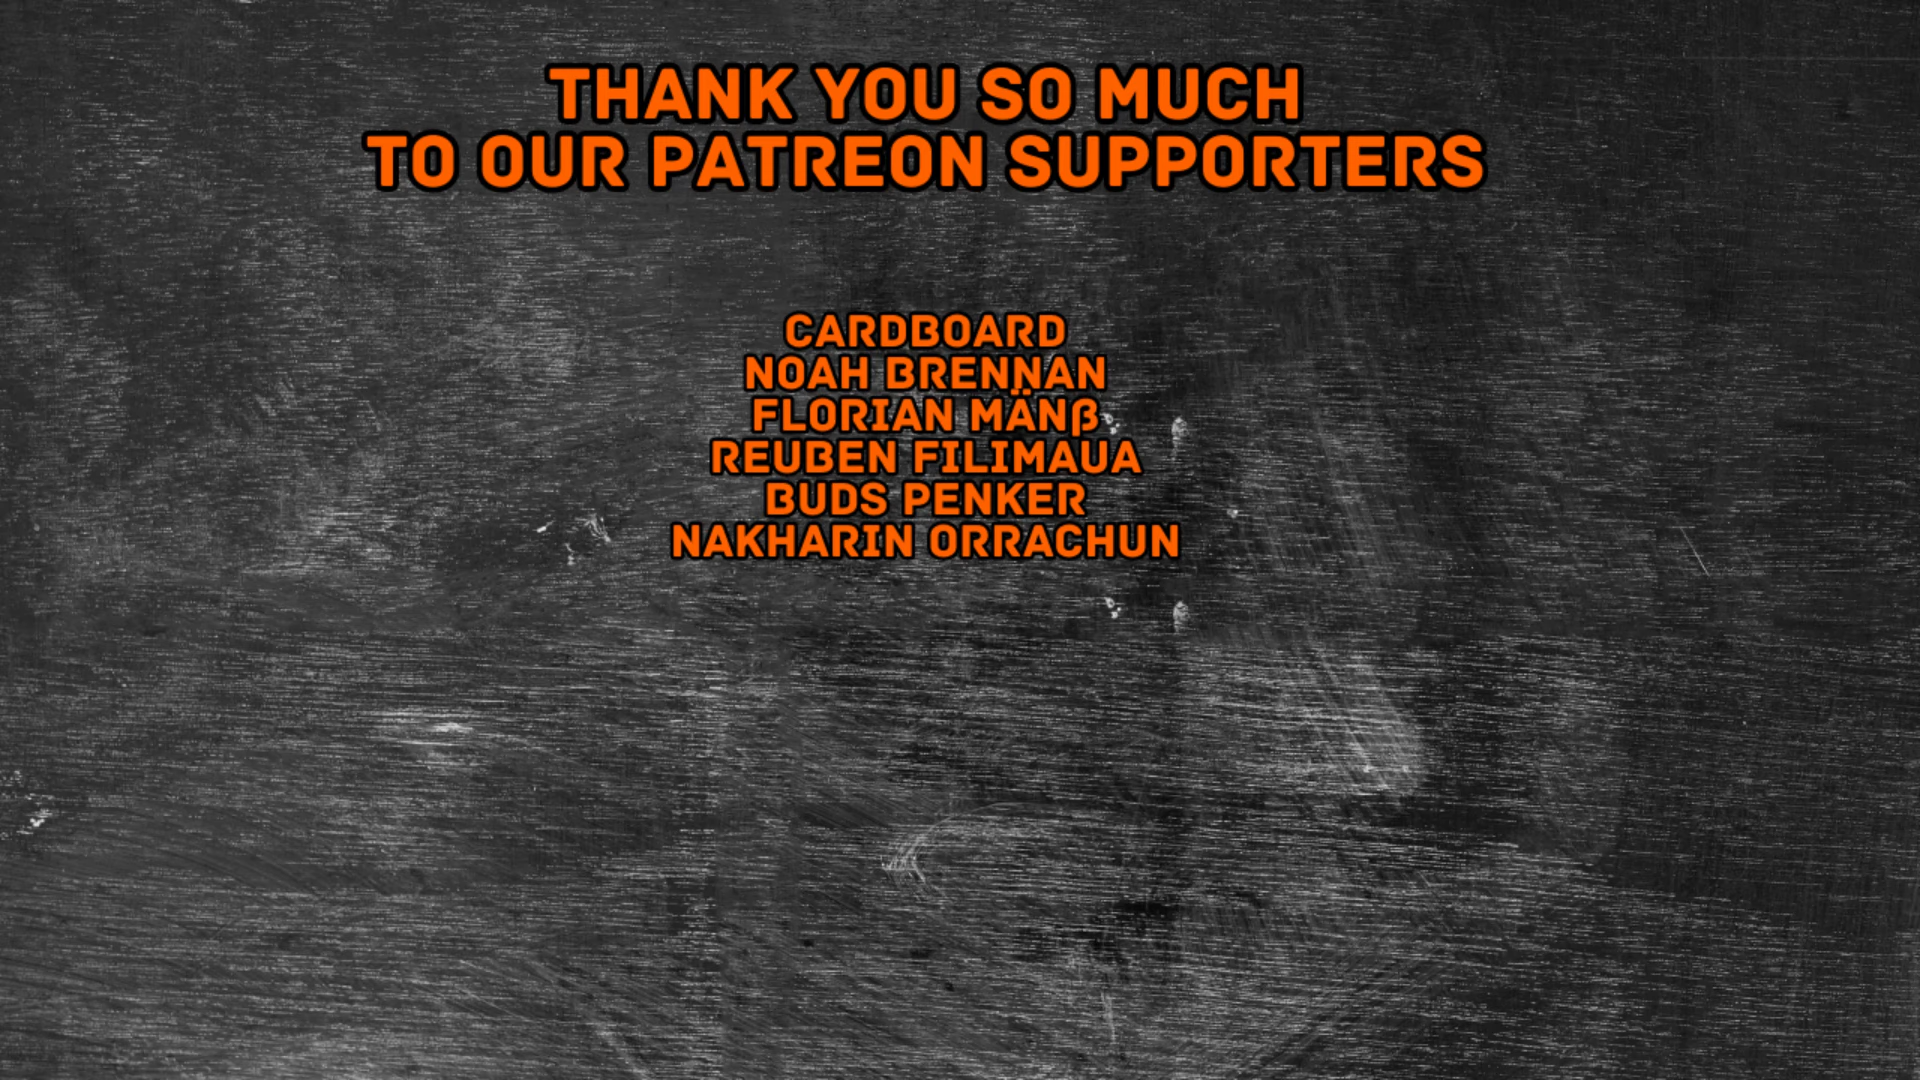 THANK YOU SO MUCH
TO OUR PATREON SUPPORTERS
CARDBOARD
NOAH BRENNAN
FLORIAN MÄNß
REUBEN FILIMAUA
BUDS PENKER
NAKHARIN ORRACHUN